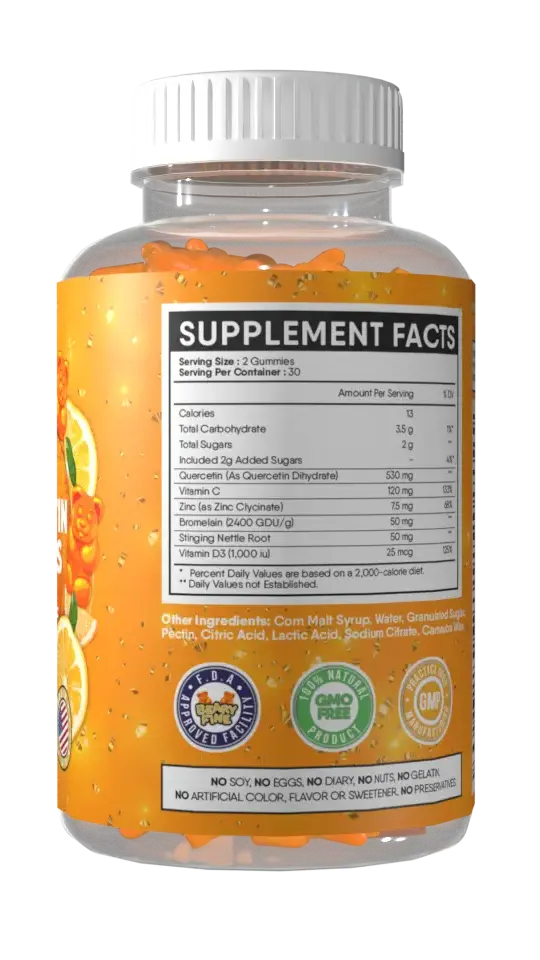 SUPPLEMENT FACTS
Serving Size : 2 Gummies
Serving Per Container : 30
Amount Per Serving %DV
Calories 13
Total Carbohydrate 3.5 g 1%*
Total Sugars 2 g **
Included 2g Added Sugars - 4%*
Quercetin (As Quercetin Dihydrate) 530 mg **
Vitamin C 120 mg 133%
Zinc (as Zinc Clycinate) 7.5 mg 68%
Bromelain (2400 GDU/g) 50 mg **
Stinging Nettle Root 50 mg **
Vitamin D3 (1,000 iu) 25 mcg 125%
* Percent Daily Values are based on a 2,000-calorie diet.
** Daily Values not Established.
Other Ingredients: Corn Malt Syrup, Water, Granulated Sugar,
Pectin, Citric Acid, Lactic Acid, Sodium Citrate, Carnauba Wax
F.D.A
BEARY
FINE
APPROVED FACILITY
100% NATURAL
GMO
FREE
PRODUCT
GMP
NO SOY, NO EGGS, NO DIARY, NO NUTS, NO GELATIN,
NO ARTIFICIAL COLOR, FLAVOR OR SWEETENER, NO PRESERVATIVES